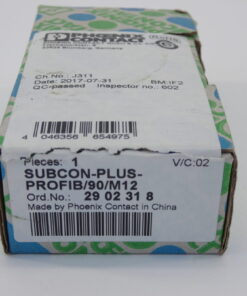 PHOENIX
CONTACT
Ch.No.: J311
Date: 2017-07-31 BM:IF2
QC-passed Inspector no.: 602
4 046356 654975
Pieces: 1 V/C:02
SUBCON-PLUS-
PROFIB/90/M12
Ord.No.: 29 02 31 8
Made by Phoenix Contact in China